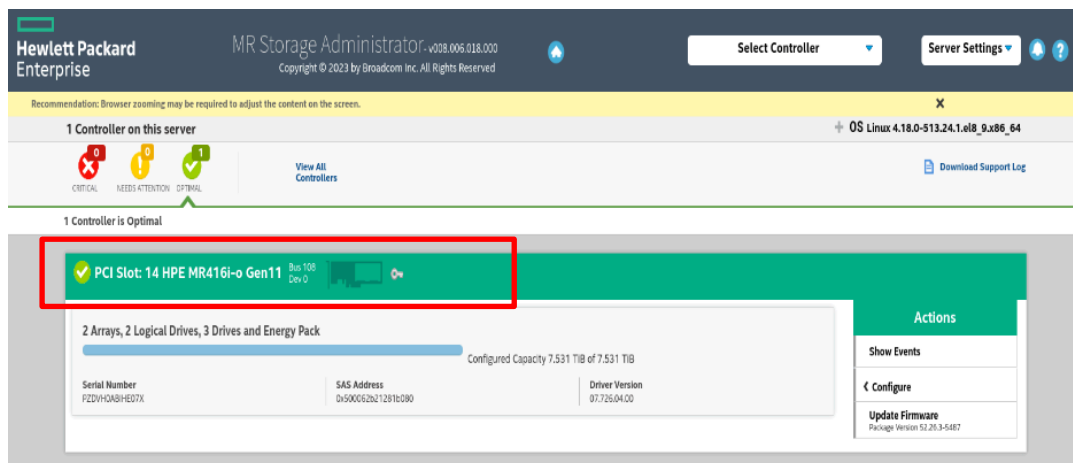 Hewlett Packard
Enterprise
MR Storage Administrator- v008.006.018.000
Copyright © 2023 by Broadcom Inc. All Rights Reserved
Select Controller
Server Settings
Recommendation: Browser zooming may be required to adjust the content on the screen.
1 Controller on this server
OS Linux 4.18.0-513.24.1.el8_9.x86_64
0
0
1
CRITICAL
NEEDS ATTENTION
OPTIMAL
View All
Controllers
Download Support Log
1 Controller is Optimal
PCI Slot: 14 HPE MR416i-o Gen11
Bus 108
Dev 0
2 Arrays, 2 Logical Drives, 3 Drives and Energy Pack
Configured Capacity 7.531 TIB of 7.531 TIB
Serial Number
PZDVH0ABIHE07X
SAS Address
0x500062b21281b080
Driver Version
07.726.04.00
Actions
Show Events
Configure
Update Firmware
Package Version 52.26.3-5487